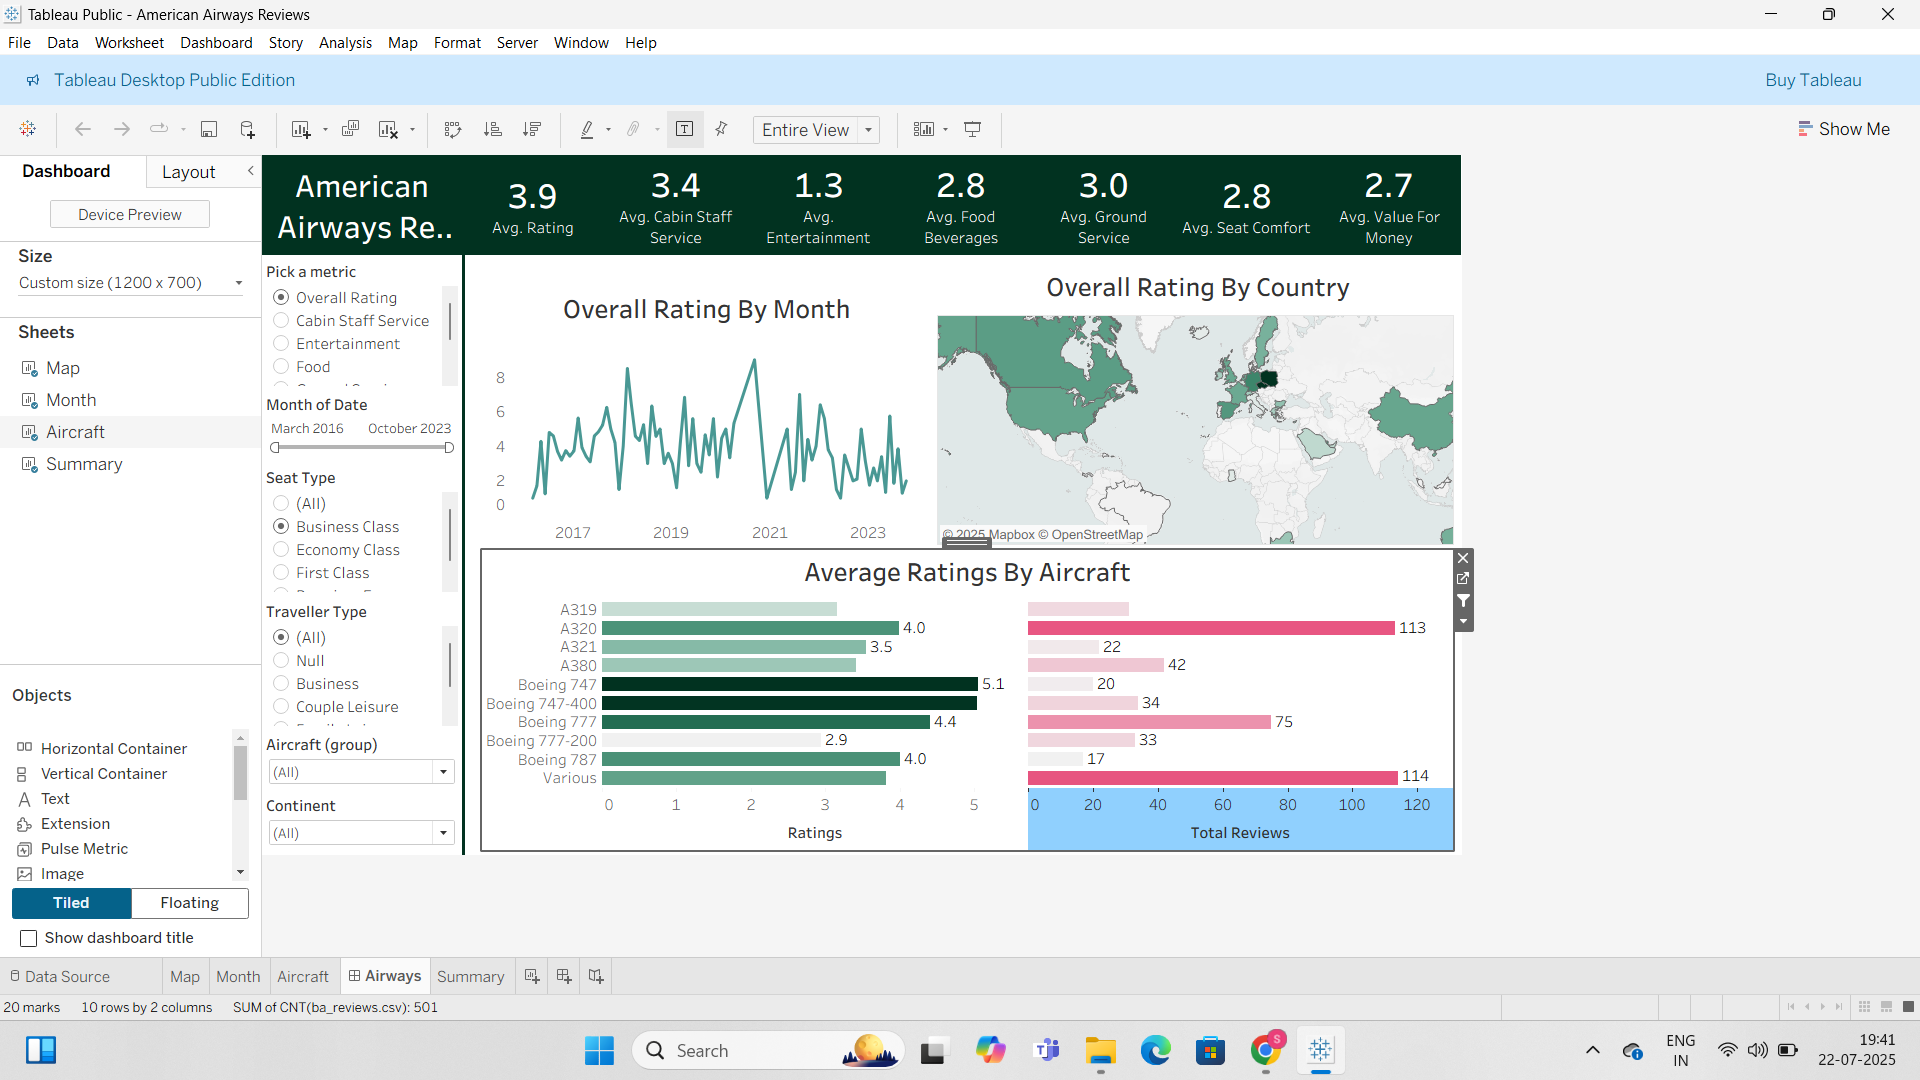 Tableau Public - American Airways Reviews
File Data Worksheet Dashboard Story Analysis Map Format Server Window Help
Tableau Desktop Public Edition
Buy Tableau
Entire View
Show Me
Dashboard
Layout
Device Preview
Size
Custom size (1200 x 700)
Sheets
Map
Month
Aircraft
Summary
Objects
Horizontal Container
Vertical Container
Text
Extension
Pulse Metric
Image
Tiled
Floating
Show dashboard title
American
Airways Re..
3.9
Avg. Rating
3.4
Avg. Cabin Staff
Service
1.3
Avg.
Entertainment
2.8
Avg. Food
Beverages
3.0
Avg. Ground
Service
2.8
Avg. Seat Comfort
2.7
Avg. Value For
Money
Pick a metric
Overall Rating
Cabin Staff Service
Entertainment
Food
Month of Date
March 2016 October 2023
Seat Type
(All)
Business Class
Economy Class
First Class
Traveller Type
(All)
Null
Business
Couple Leisure
Aircraft (group)
(All)
Continent
(All)
Overall Rating By Month
8
6
4
2
0
2017 2019 2021 2023
Overall Rating By Country
© 2025 Mapbox © OpenStreetMap
Average Ratings By Aircraft
A319
A320 4.0 113
A321 3.5 22
A380 42
Boeing 747 5.1 20
Boeing 747-400 34
Boeing 777 4.4 75
Boeing 777-200 2.9 33
Boeing 787 4.0 17
Various 114
0 1 2 3 4 5 0 20 40 60 80 100 120
Ratings Total Reviews
Data Source Map Month Aircraft Airways Summary
20 marks 10 rows by 2 columns SUM of CNT(ba_reviews.csv): 501
Search
S
ENG
IN
19:41
22-07-2025